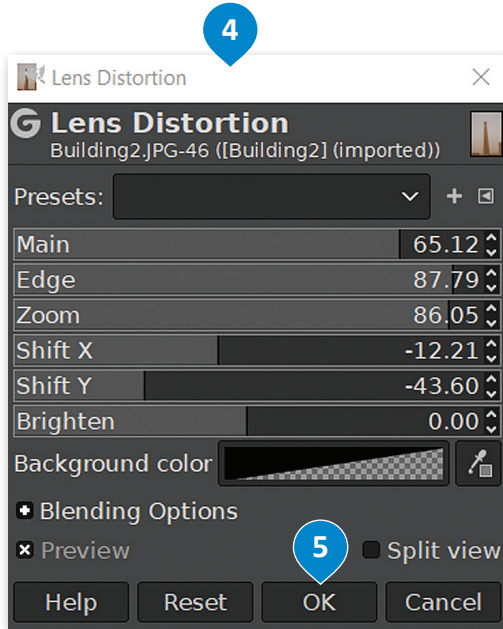 4
Lens Distortion
Lens Distortion
Building2.JPG-46 ([Building2] (imported))
Presets:
Main 65.12
Edge 87.79
Zoom 86.05
Shift X -12.21
Shift Y -43.60
Brighten 0.00
Background color
Blending Options
Preview 5 Split view
Help Reset OK Cancel